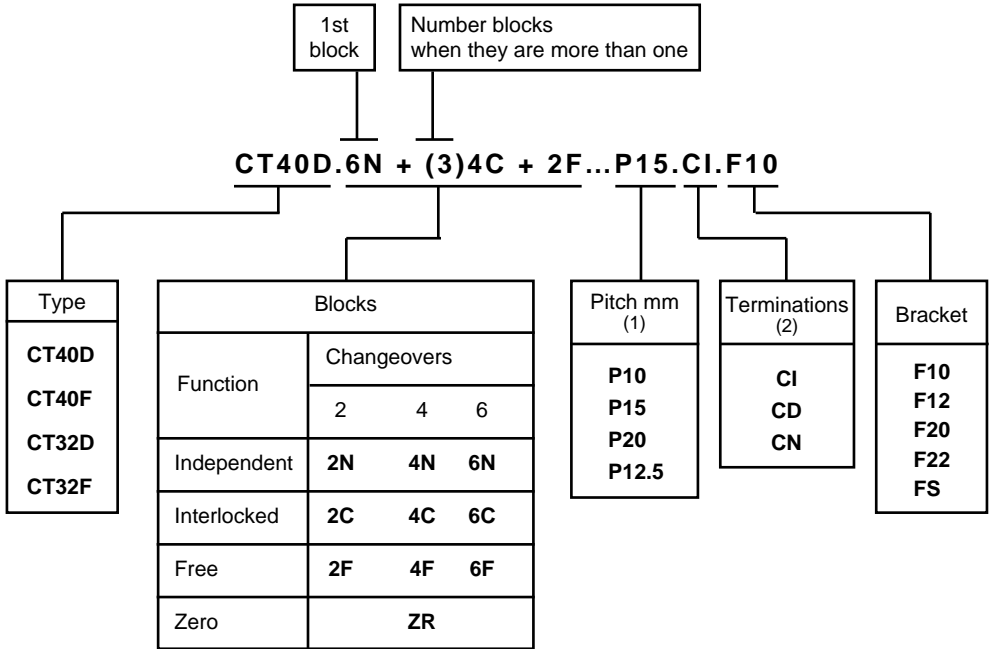 1st
block
Number blocks
when they are more than one
CT40D.6N + (3)4C + 2F...P15.CI.F10
Type
CT40D
CT40F
CT32D
CT32F
Blocks
Function
Changeovers
2 4 6
Independent 2N 4N 6N
Interlocked 2C 4C 6C
Free 2F 4F 6F
Zero ZR
Pitch mm
(1)
P10
P15
P20
P12.5
Terminations
(2)
CI
CD
CN
Bracket
F10
F12
F20
F22
FS